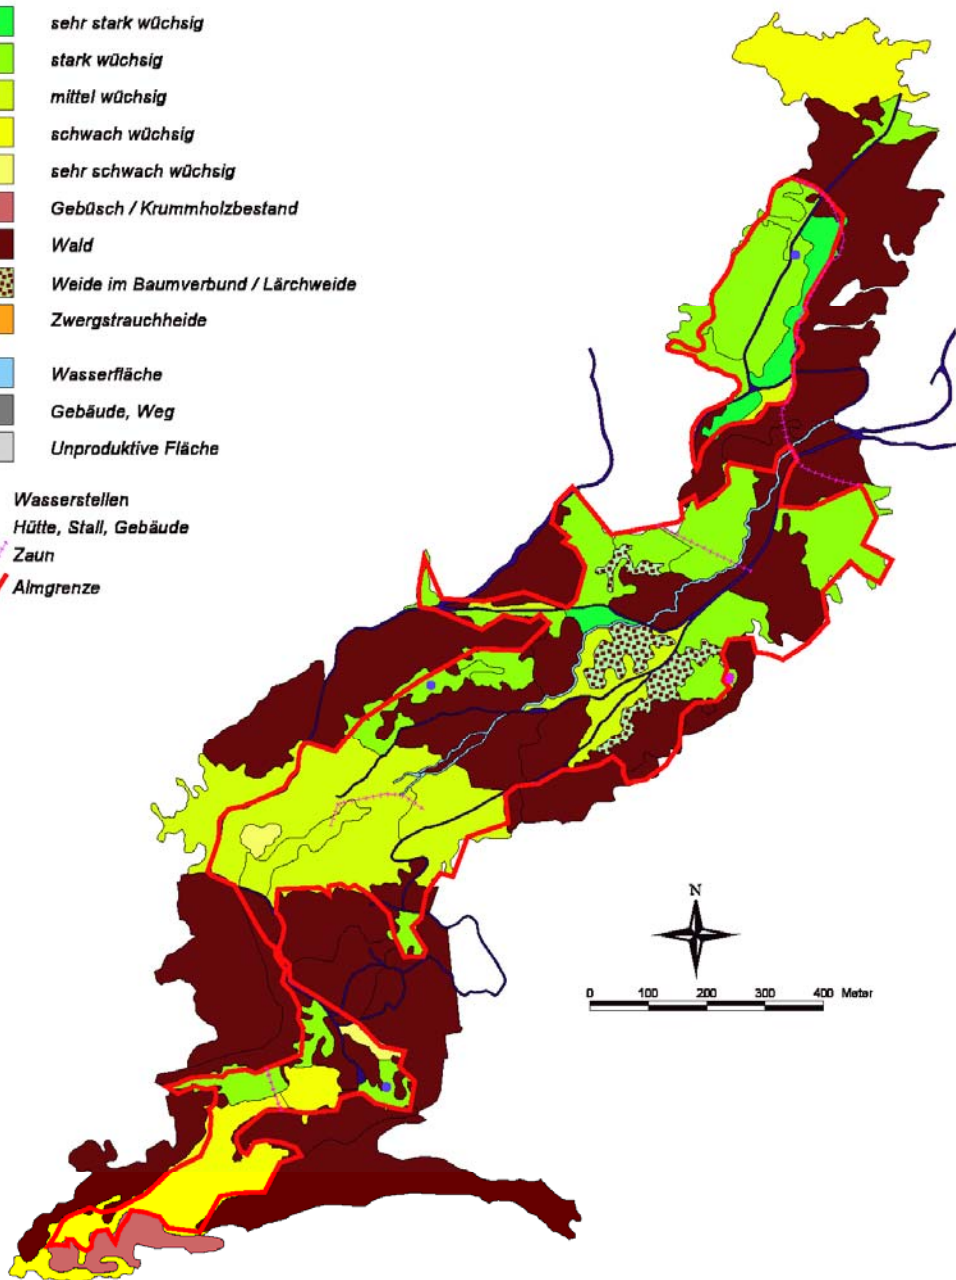 sehr stark wüchsig
stark wüchsig
mittel wüchsig
schwach wüchsig
sehr schwach wüchsig
Gebüsch / Krummholzbestand
Wald
Weide im Baumverbund / Lärchweide
Zwergstrauchheide
Wasserfläche
Gebäude, Weg
Unproduktive Fläche
Wasserstellen
Hütte, Stall, Gebäude
Zaun
Almgrenze
N
0 100 200 300 400 Meter